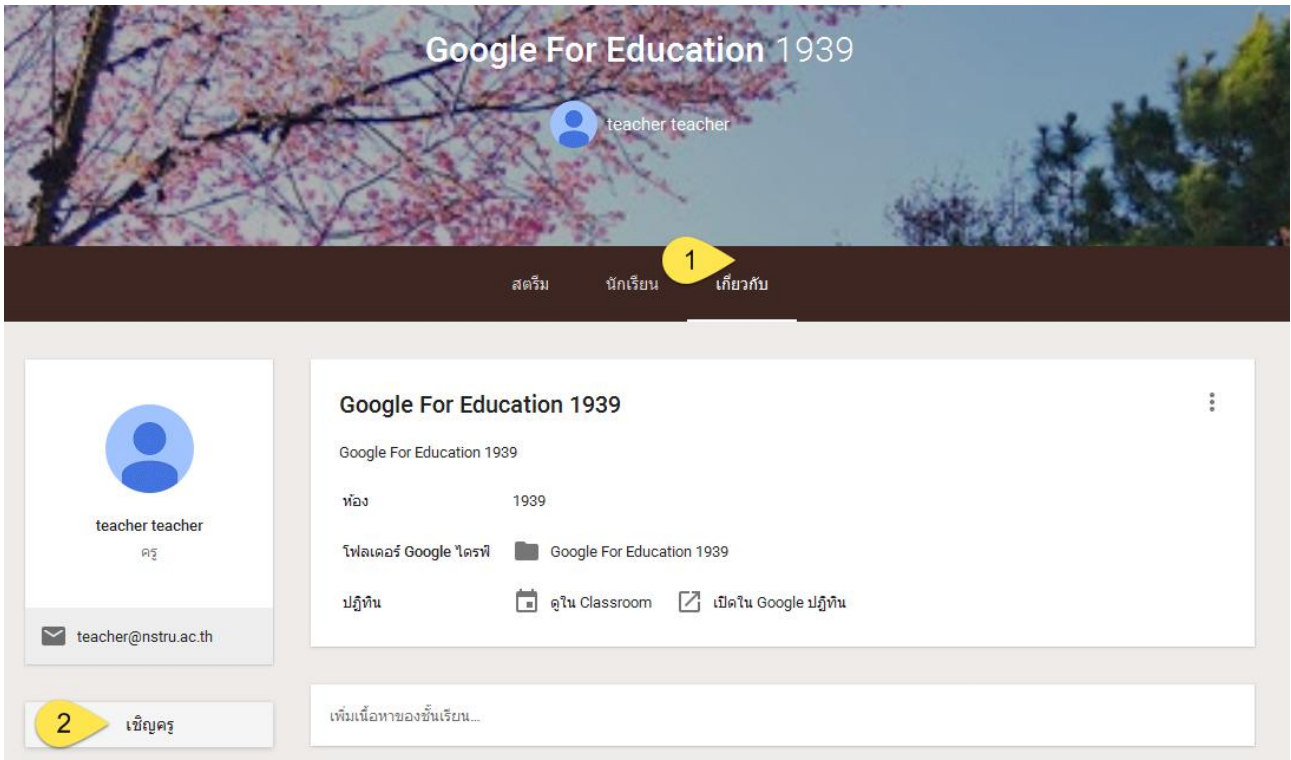 Google For Education 1939
teacher teacher
สตรีม นักเรียน 1 เกี่ยวกับ
Google For Education 1939
Google For Education 1939
ห้อง 1939
teacher teacher
ครู
โฟลเดอร์ Google ไดรฟ์ Google For Education 1939
ปฏิทิน ดูใน Classroom เปิดใน Google ปฏิทิน
teacher@nstru.ac.th
2 เชิญครู
เพิ่มเนื้อหาของชั้นเรียน...